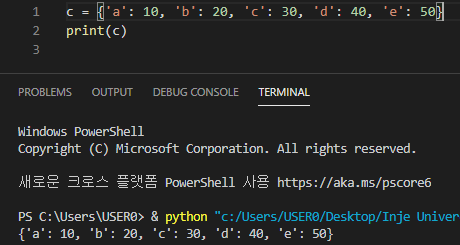 1 c = {'a': 10, 'b': 20, 'c': 30, 'd': 40, 'e': 50}
2 print(c)
3
PROBLEMS OUTPUT DEBUG CONSOLE TERMINAL
Windows PowerShell
Copyright (C) Microsoft Corporation. All rights reserved.
새로운 크로스 플랫폼 PowerShell 사용 https://aka.ms/pscore6
PS C:\Users\USER0> & python "c:/Users/USER0/Desktop/Inje Univer
{'a': 10, 'b': 20, 'c': 30, 'd': 40, 'e': 50}